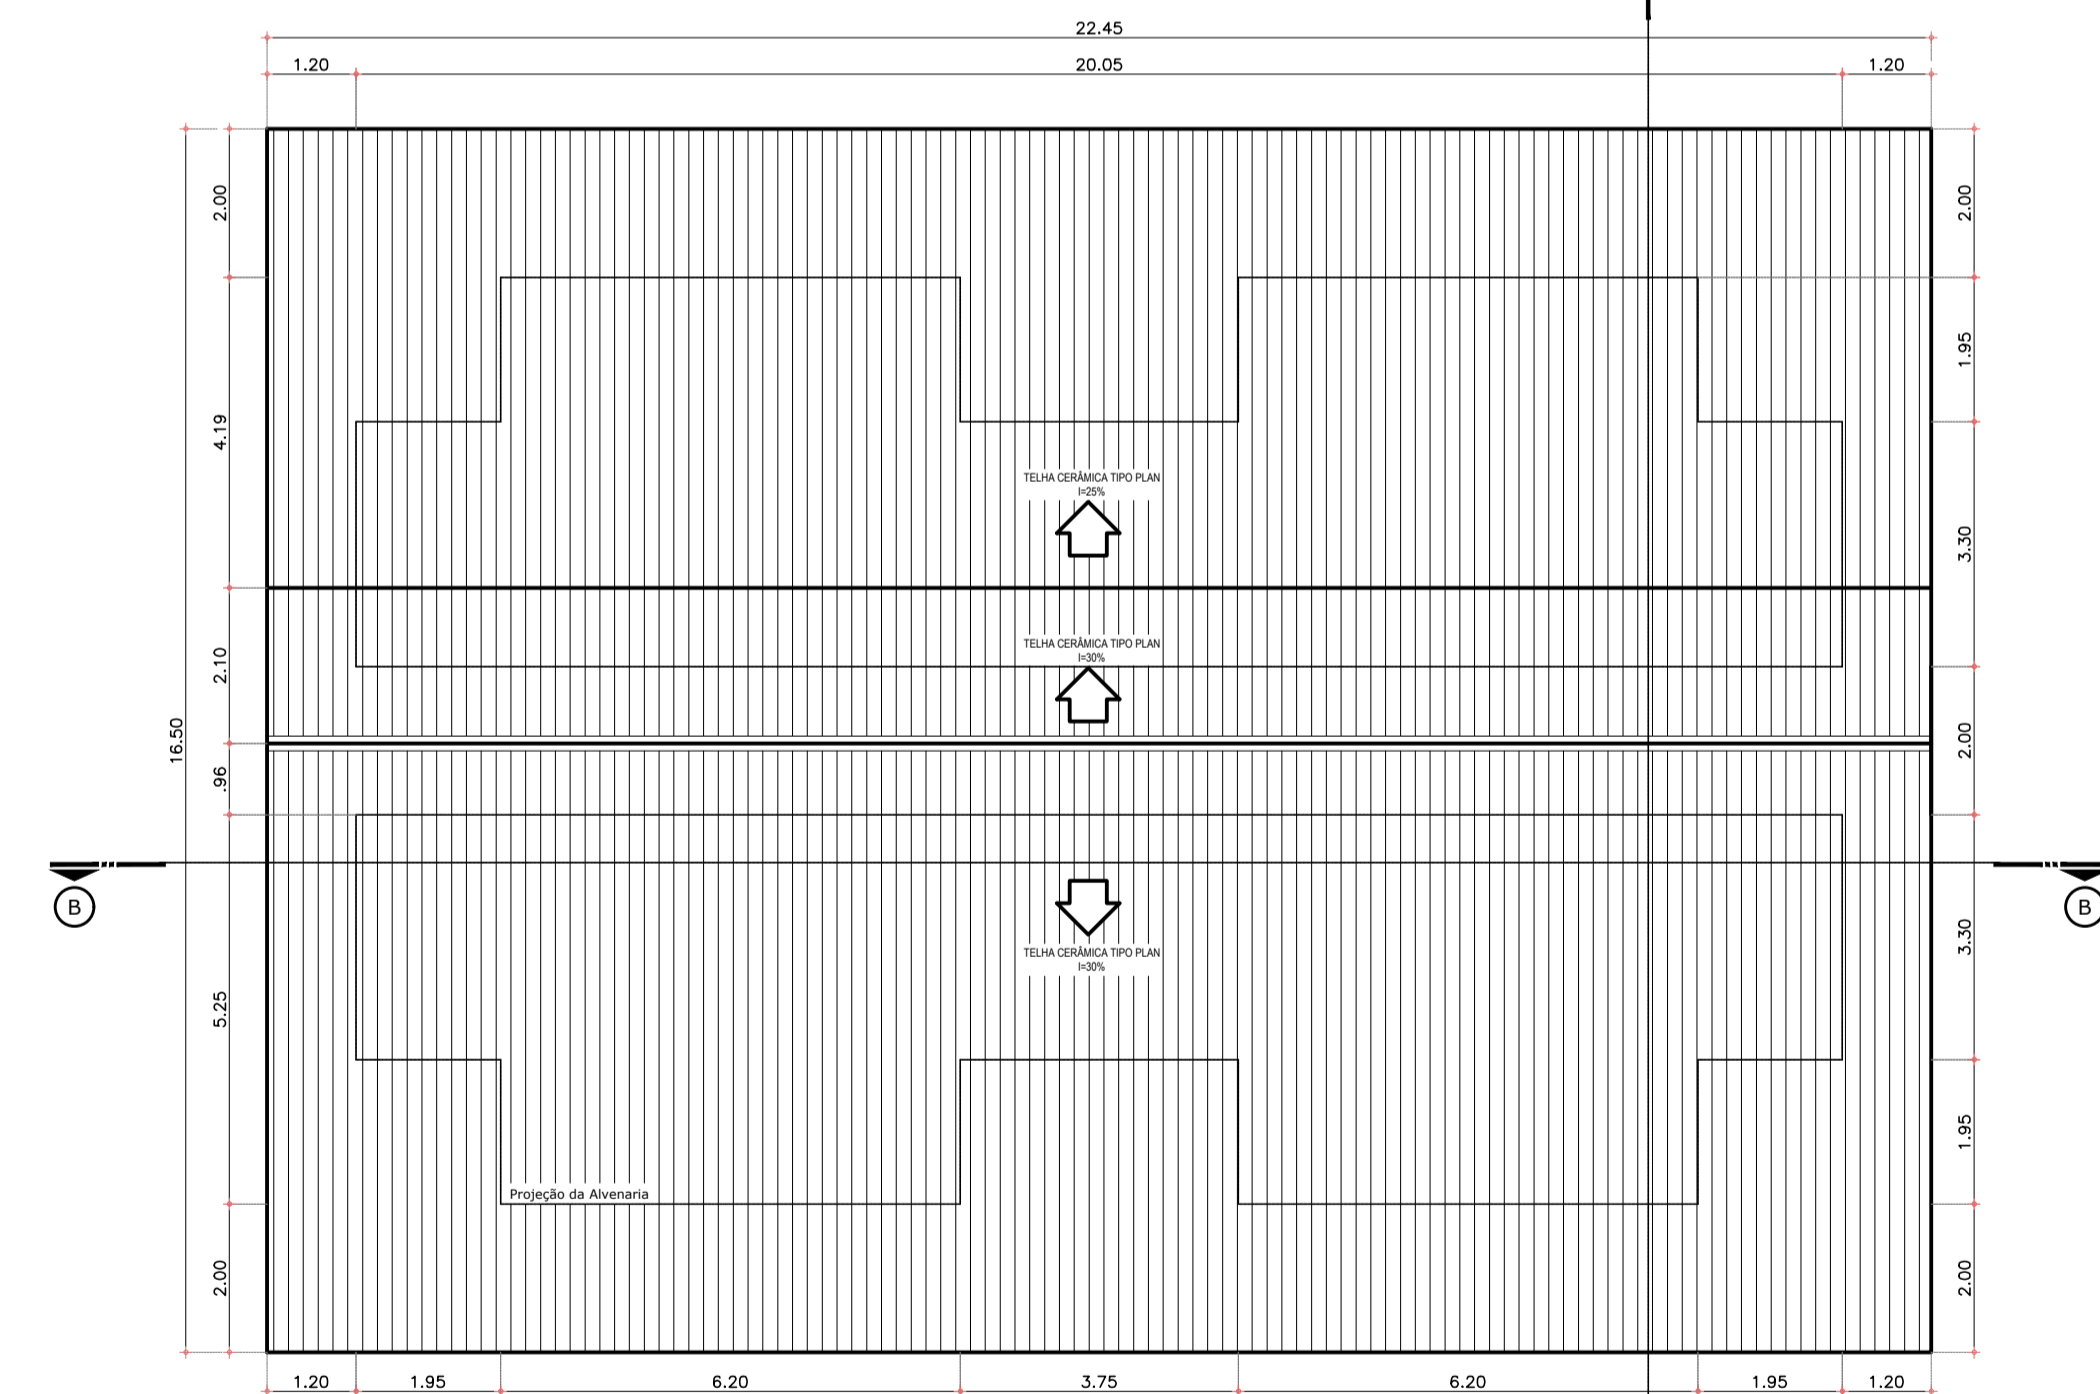 22.45
1.20 20.05 1.20
2.00
2.00
1.95
4.19
TELHA CERÂMICA TIPO PLAN
I=25%
3.30
TELHA CERÂMICA TIPO PLAN
I=30%
2.10
16.50
2.00
.96
B
B
3.30
TELHA CERÂMICA TIPO PLAN
I=30%
5.25
1.95
Projeção da Alvenaria
2.00
2.00
1.20 1.95 6.20 3.75 6.20 1.95 1.20